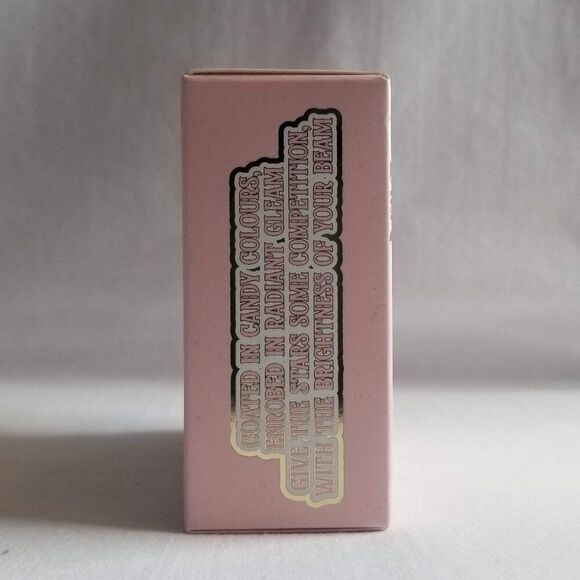 COATED IN CANDY COLOURS,
ENROBED IN RADIANT GLEAM
GIVE THE STARS SOME COMPETITION,
WITH THE BRIGHTNESS OF YOUR BEAM